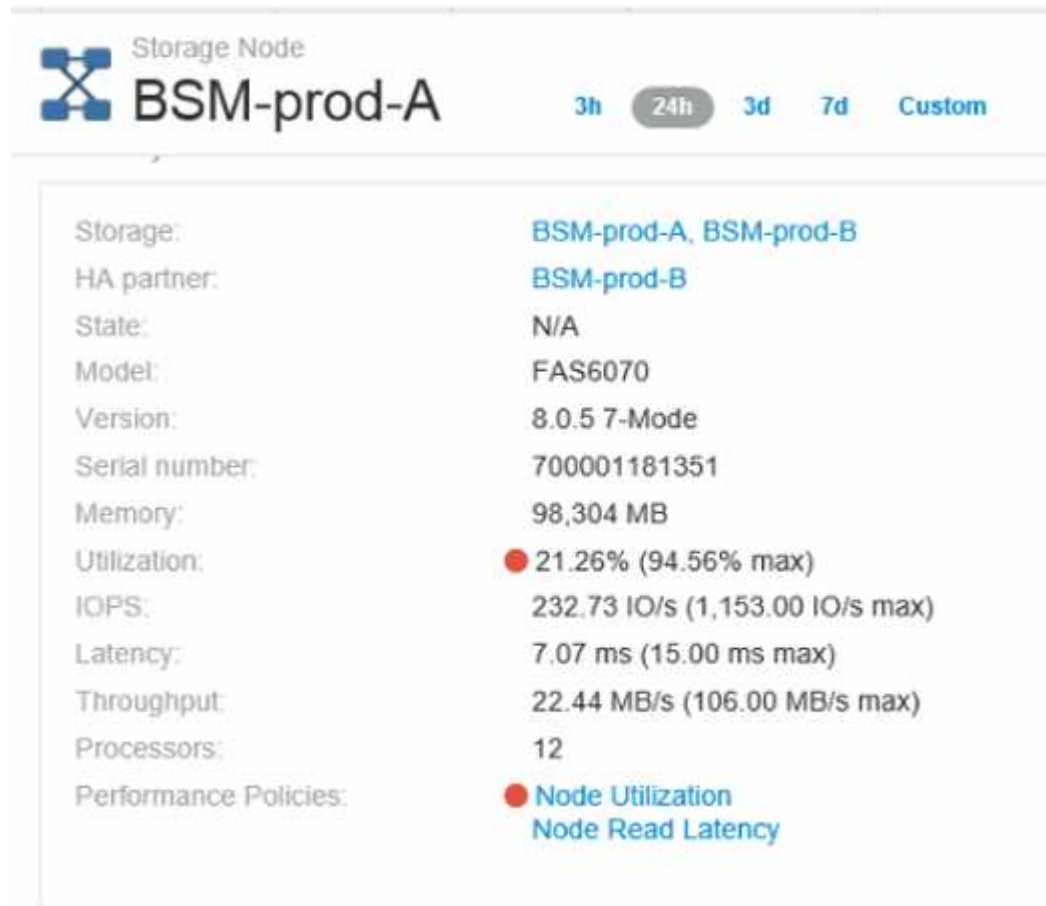 Storage Node
BSM-prod-A
3h 24h 3d 7d Custom
Storage: BSM-prod-A, BSM-prod-B
HA partner: BSM-prod-B
State: N/A
Model: FAS6070
Version: 8.0.5 7-Mode
Serial number: 700001181351
Memory: 98,304 MB
Utilization: 21.26% (94.56% max)
IOPS: 232.73 IO/s (1,153.00 IO/s max)
Latency: 7.07 ms (15.00 ms max)
Throughput: 22.44 MB/s (106.00 MB/s max)
Processors: 12
Performance Policies: Node Utilization
Node Read Latency